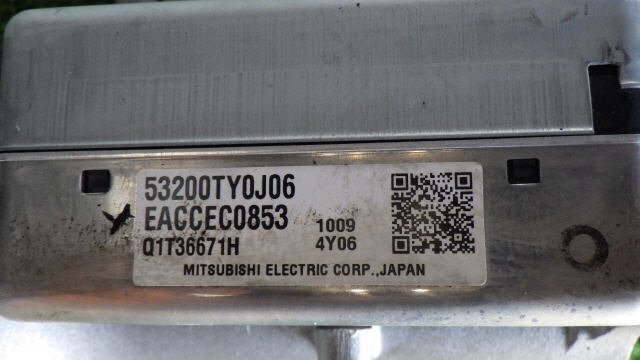 53200TY0J06
EACCEC0853 1009
Q1T36671H 4Y06
MITSUBISHI ELECTRIC CORP.,JAPAN